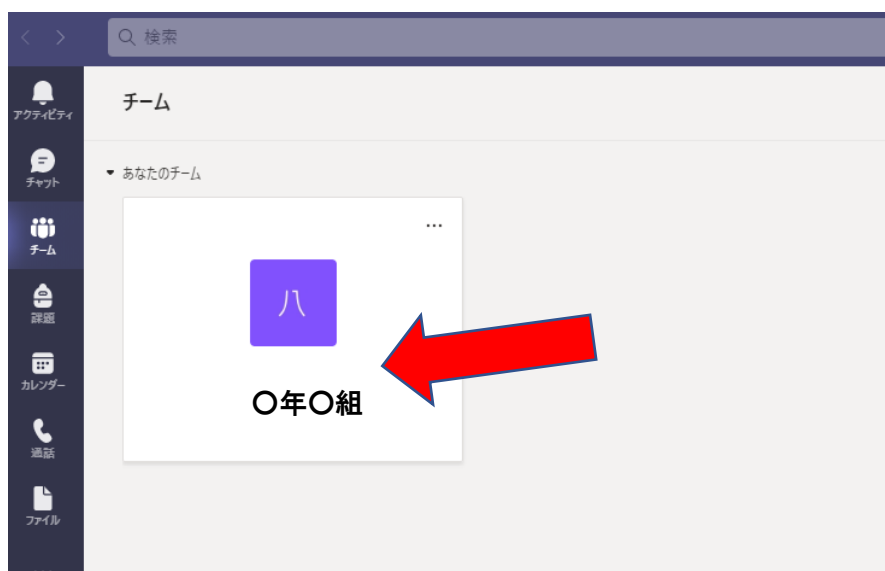 検索
アクティビティ
チャット
チーム
課題
カレンダー
通話
ファイル
チーム
あなたのチーム
...
八
〇年〇組